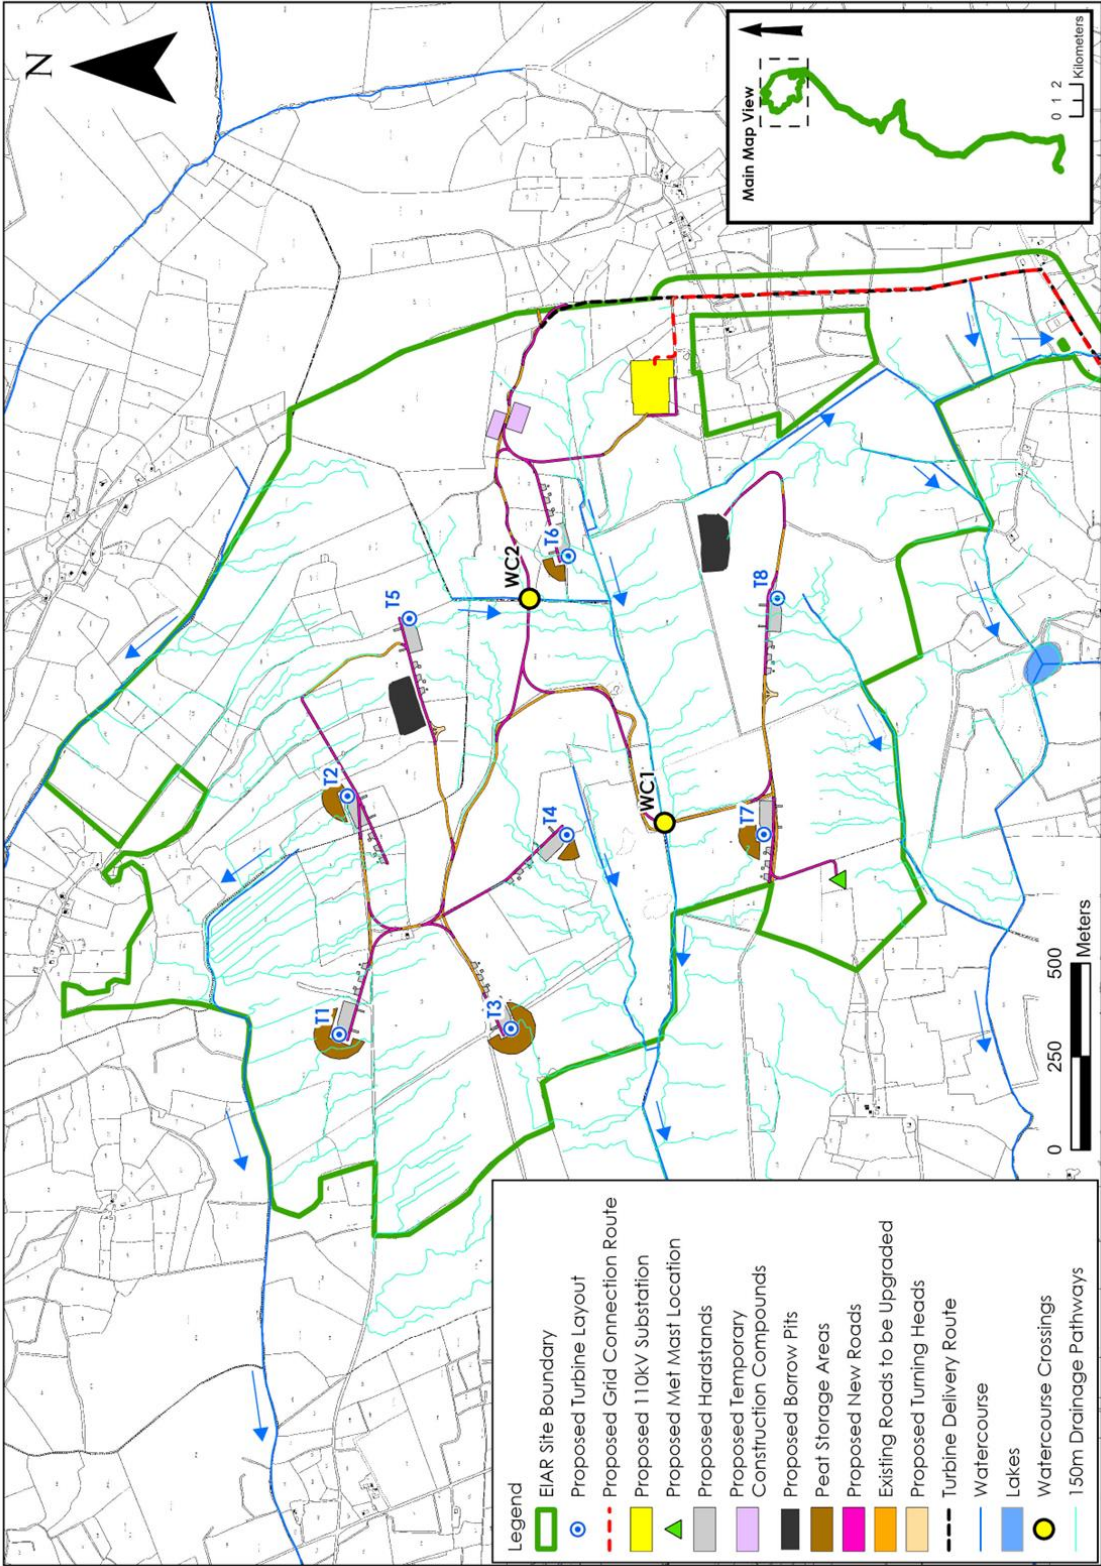 N
T1
T2
T3
T4
T5
T6
T7
T8
WC1
WC2
Main Map View
0 1 2
Kilometers
0 250 500
Meters
Legend
EIAR Site Boundary
Proposed Turbine Layout
Proposed Grid Connection Route
Proposed 110kV Substation
Proposed Met Mast Location
Proposed Hardstands
Proposed Temporary
Construction Compounds
Proposed Borrow Pits
Peat Storage Areas
Proposed New Roads
Existing Roads to be Upgraded
Proposed Turning Heads
Turbine Delivery Route
Watercourse
Lakes
Watercourse Crossings
150m Drainage Pathways